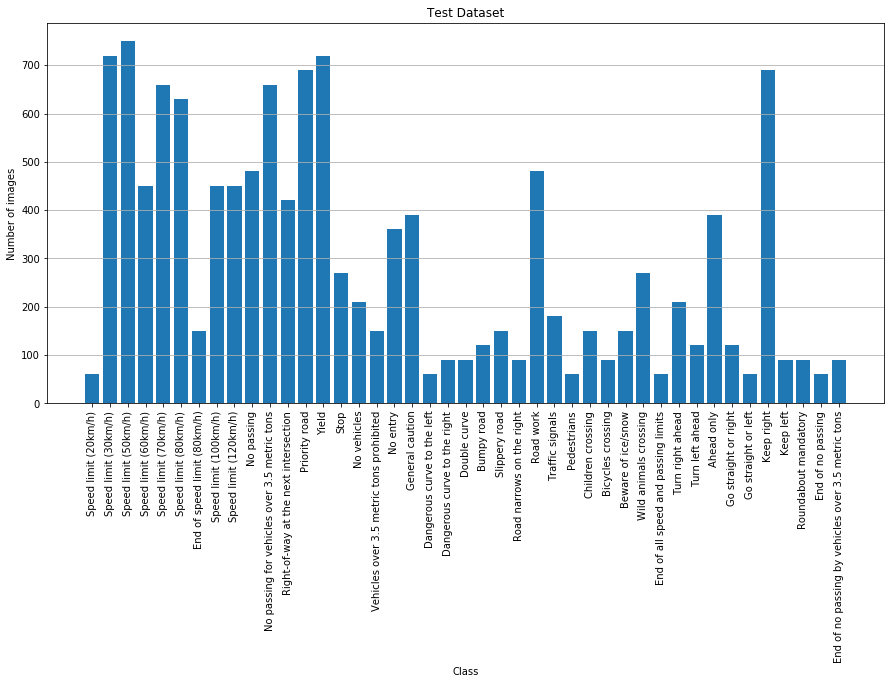 Test Dataset
Number of images
700
600
500
400
300
200
100
0
Speed limit (20km/h)
Speed limit (30km/h)
Speed limit (50km/h)
Speed limit (60km/h)
Speed limit (70km/h)
Speed limit (80km/h)
End of speed limit (80km/h)
Speed limit (100km/h)
Speed limit (120km/h)
No passing
No passing for vehicles over 3.5 metric tons
Right-of-way at the next intersection
Priority road
Yield
Stop
No vehicles
Vehicles over 3.5 metric tons prohibited
No entry
General caution
Dangerous curve to the left
Dangerous curve to the right
Double curve
Bumpy road
Slippery road
Road narrows on the right
Road work
Traffic signals
Pedestrians
Children crossing
Bicycles crossing
Beware of ice/snow
Wild animals crossing
End of all speed and passing limits
Turn right ahead
Turn left ahead
Ahead only
Go straight or right
Go straight or left
Keep right
Keep left
Roundabout mandatory
End of no passing
End of no passing by vehicles over 3.5 metric tons
Class